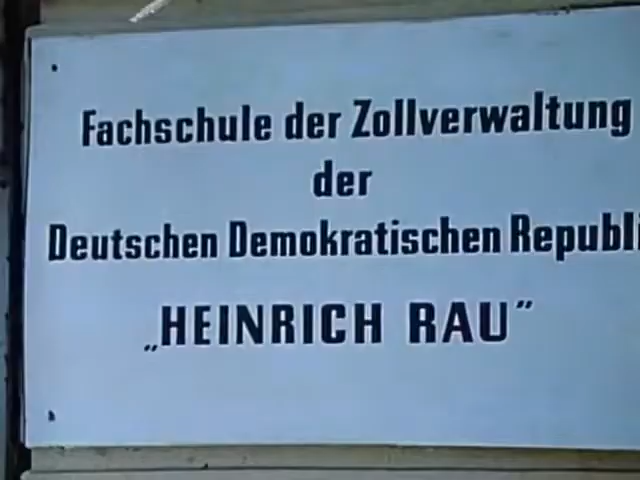 Fachschule der Zollverwaltung
der
Deutschen Demokratischen Republi
„HEINRICH RAU”